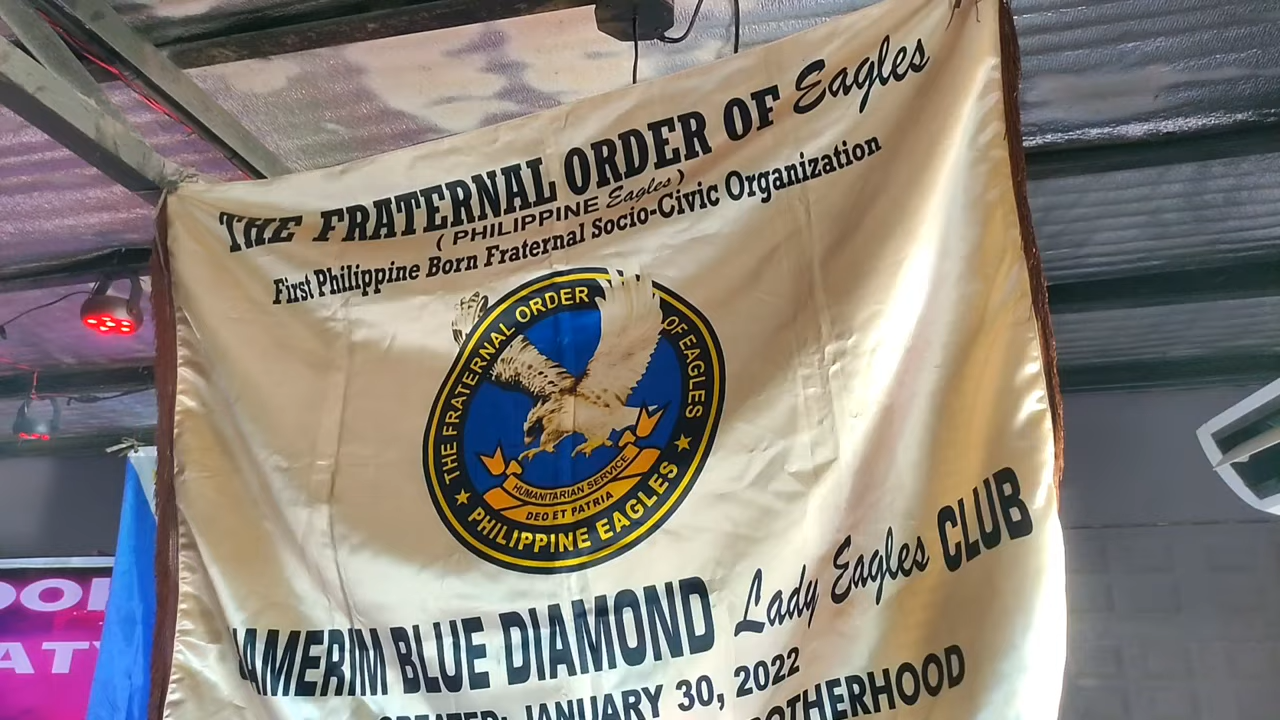 THE FRATERNAL ORDER OF Eagles
( PHILIPPINE Eagles)
First Philippine Born Fraternal Socio-Civic Organization
THE FRATERNAL ORDER OF EAGLES
HUMANITARIAN SERVICE
DEO ET PATRIA
★ PHILIPPINE EAGLES ★
BLUE DIAMOND Lady Eagles CLUB
JANUARY 30, 2022